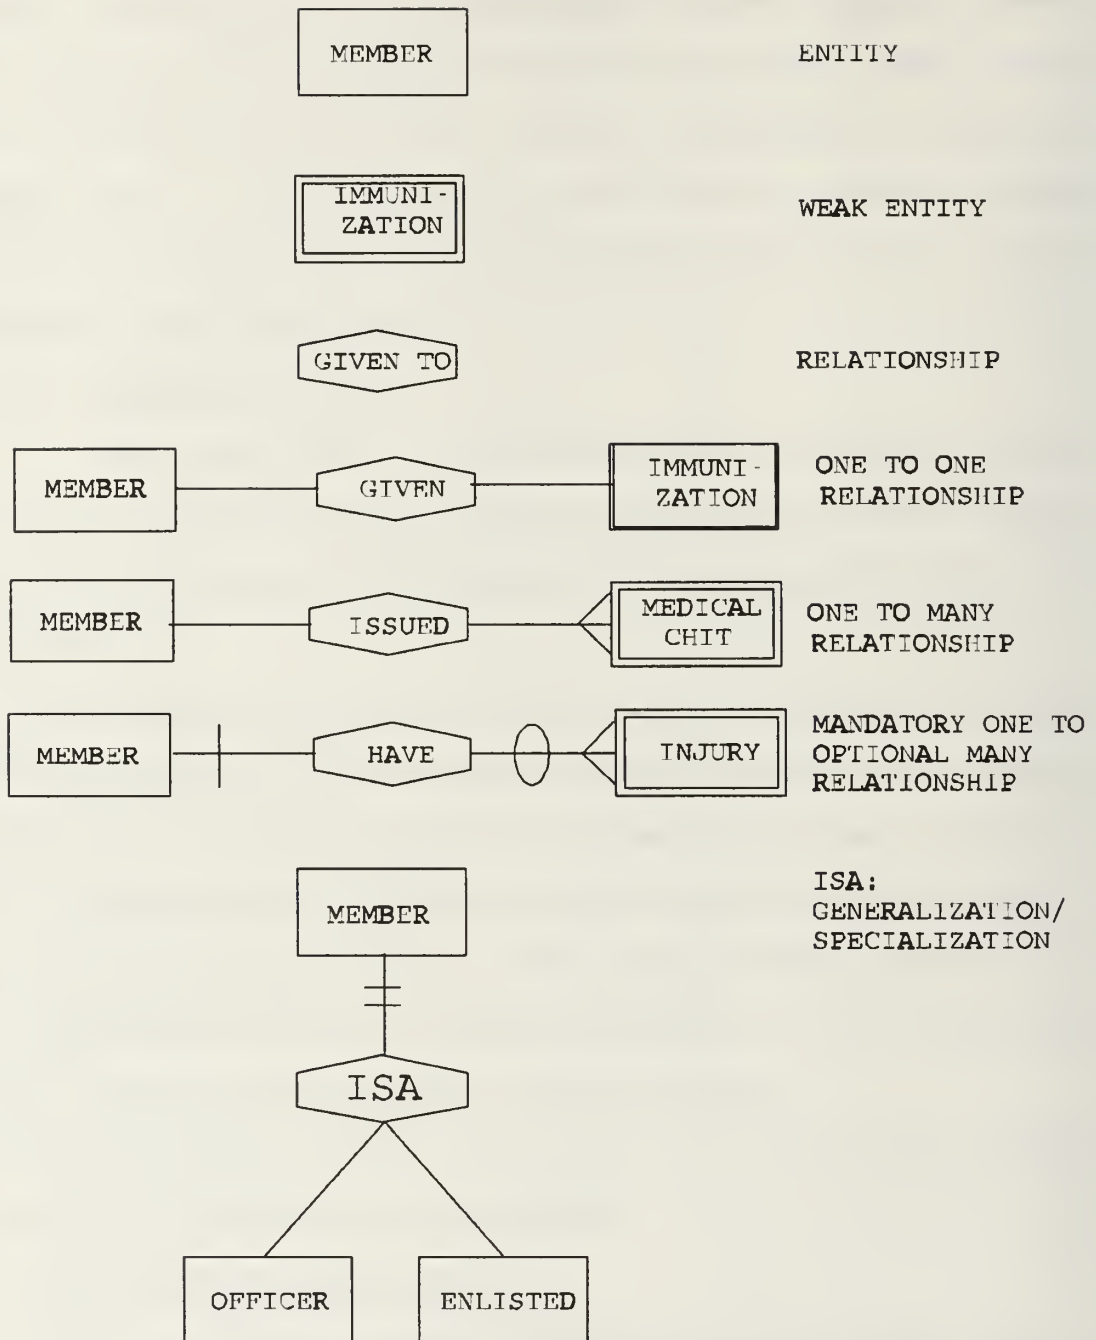 MEMBER
ENTITY
IMMUNI-
ZATION
WEAK ENTITY
GIVEN TO
RELATIONSHIP
MEMBER
GIVEN
IMMUNI-
ZATION
ONE TO ONE
RELATIONSHIP
MEMBER
ISSUED
MEDICAL
CHIT
ONE TO MANY
RELATIONSHIP
MEMBER
HAVE
INJURY
MANDATORY ONE TO
OPTIONAL MANY
RELATIONSHIP
MEMBER
ISA:
GENERALIZATION/
SPECIALIZATION
ISA
OFFICER
ENLISTED